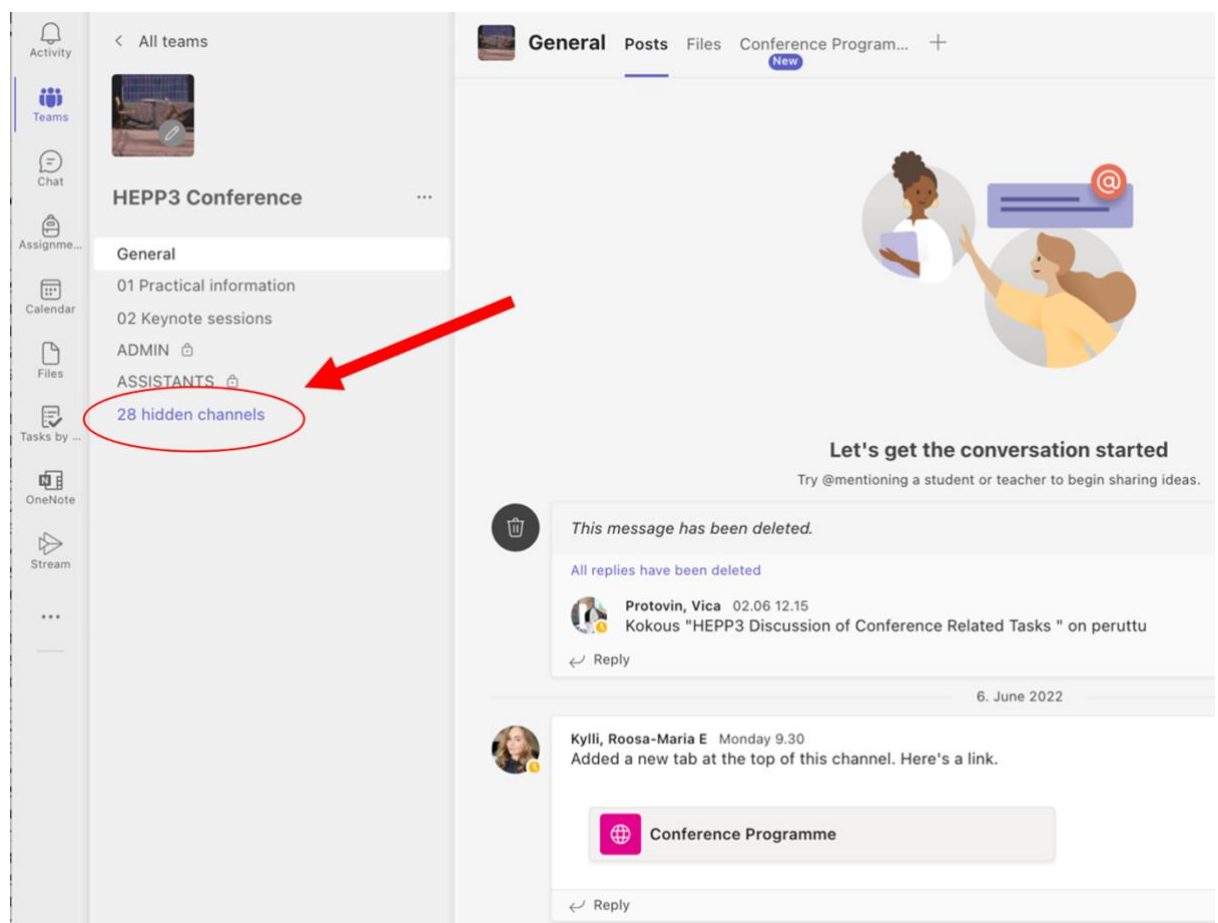 Activity
Teams
Chat
Assignme...
Calendar
Files
Tasks by ...
OneNote
Stream
...
< All teams
HEPP3 Conference ...
General
01 Practical information
02 Keynote sessions
ADMIN
ASSISTANTS
28 hidden channels
General Posts Files Conference Program... +
New
@
Let's get the conversation started
Try @mentioning a student or teacher to begin sharing ideas.
This message has been deleted.
All replies have been deleted
Protovin, Vica 02.06 12.15
Kokous "HEPP3 Discussion of Conference Related Tasks " on peruttu
Reply
6. June 2022
Kylli, Roosa-Maria E Monday 9.30
Added a new tab at the top of this channel. Here's a link.
Conference Programme
Reply